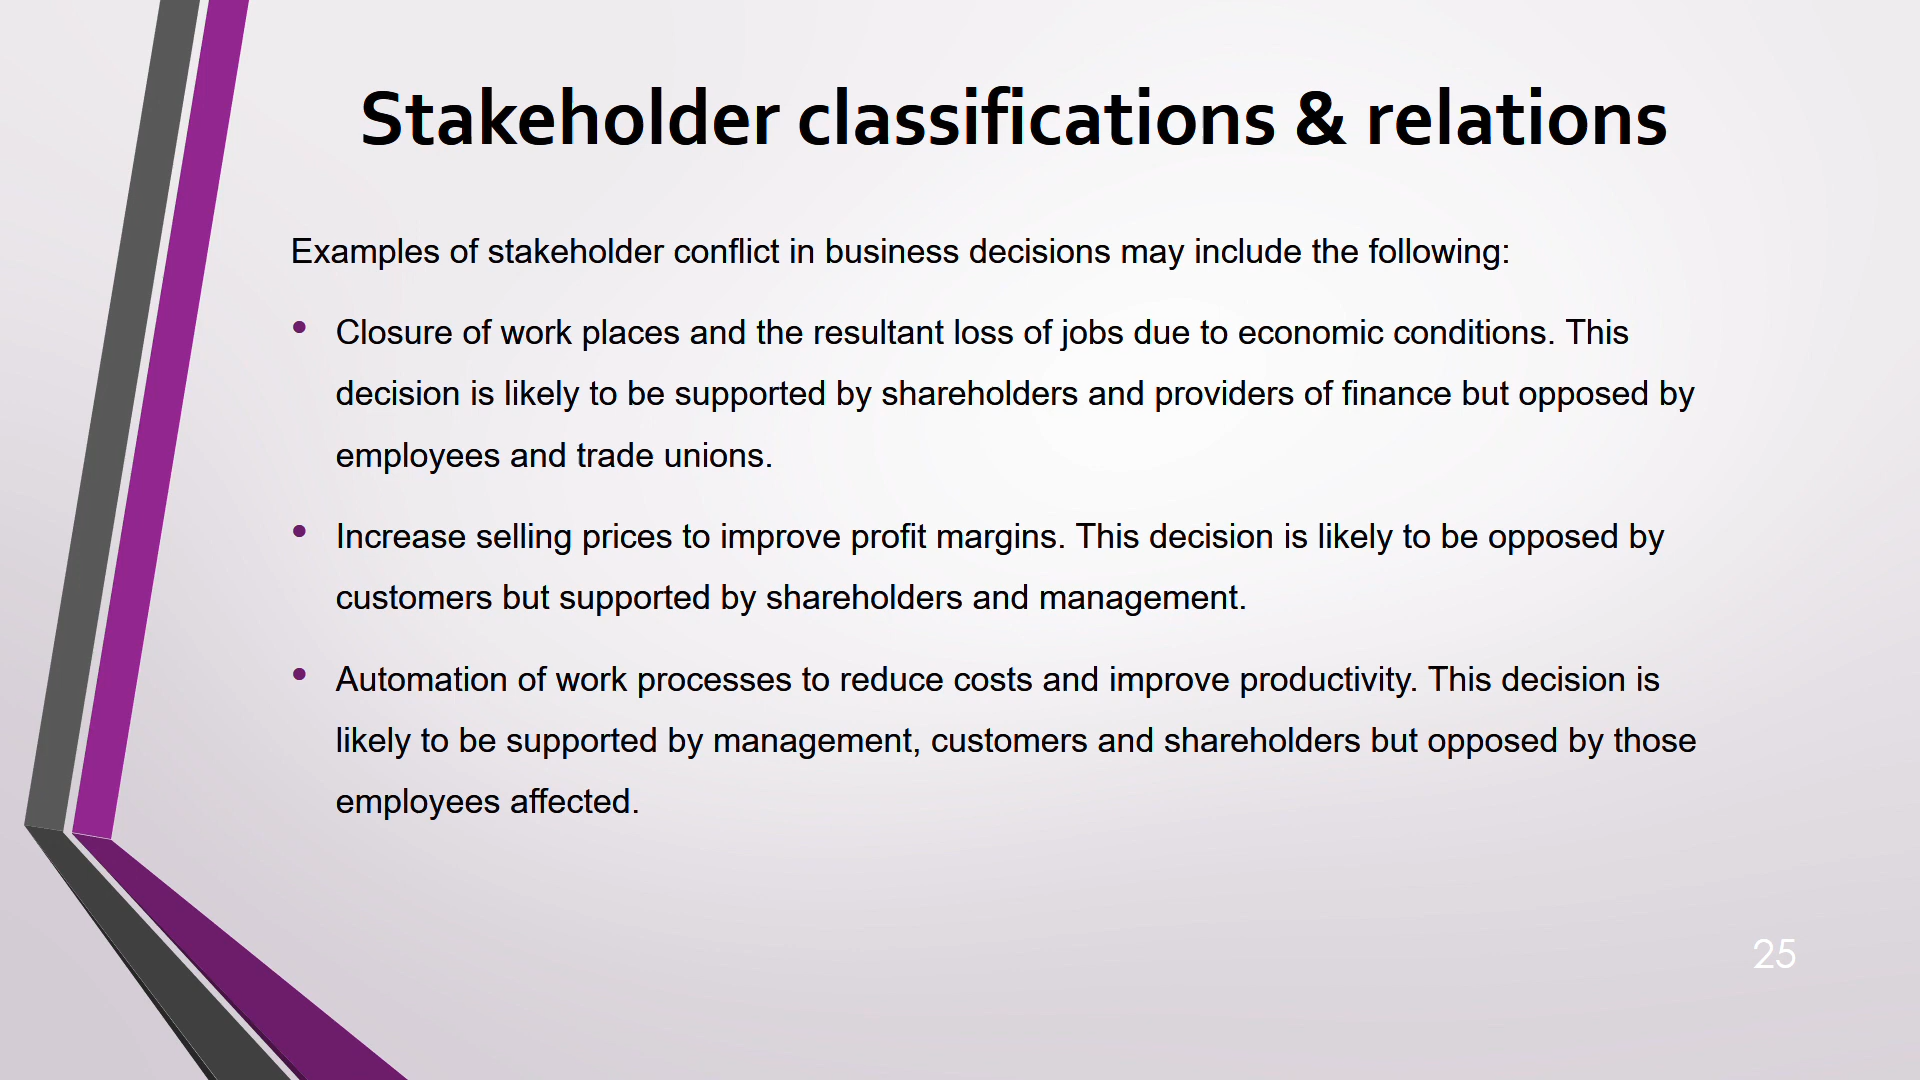 Stakeholder classifications & relations
Examples of stakeholder conflict in business decisions may include the following:
• Closure of work places and the resultant loss of jobs due to economic conditions. This
decision is likely to be supported by shareholders and providers of finance but opposed by
employees and trade unions.
• Increase selling prices to improve profit margins. This decision is likely to be opposed by
customers but supported by shareholders and management.
• Automation of work processes to reduce costs and improve productivity. This decision is
likely to be supported by management, customers and shareholders but opposed by those
employees affected.
25